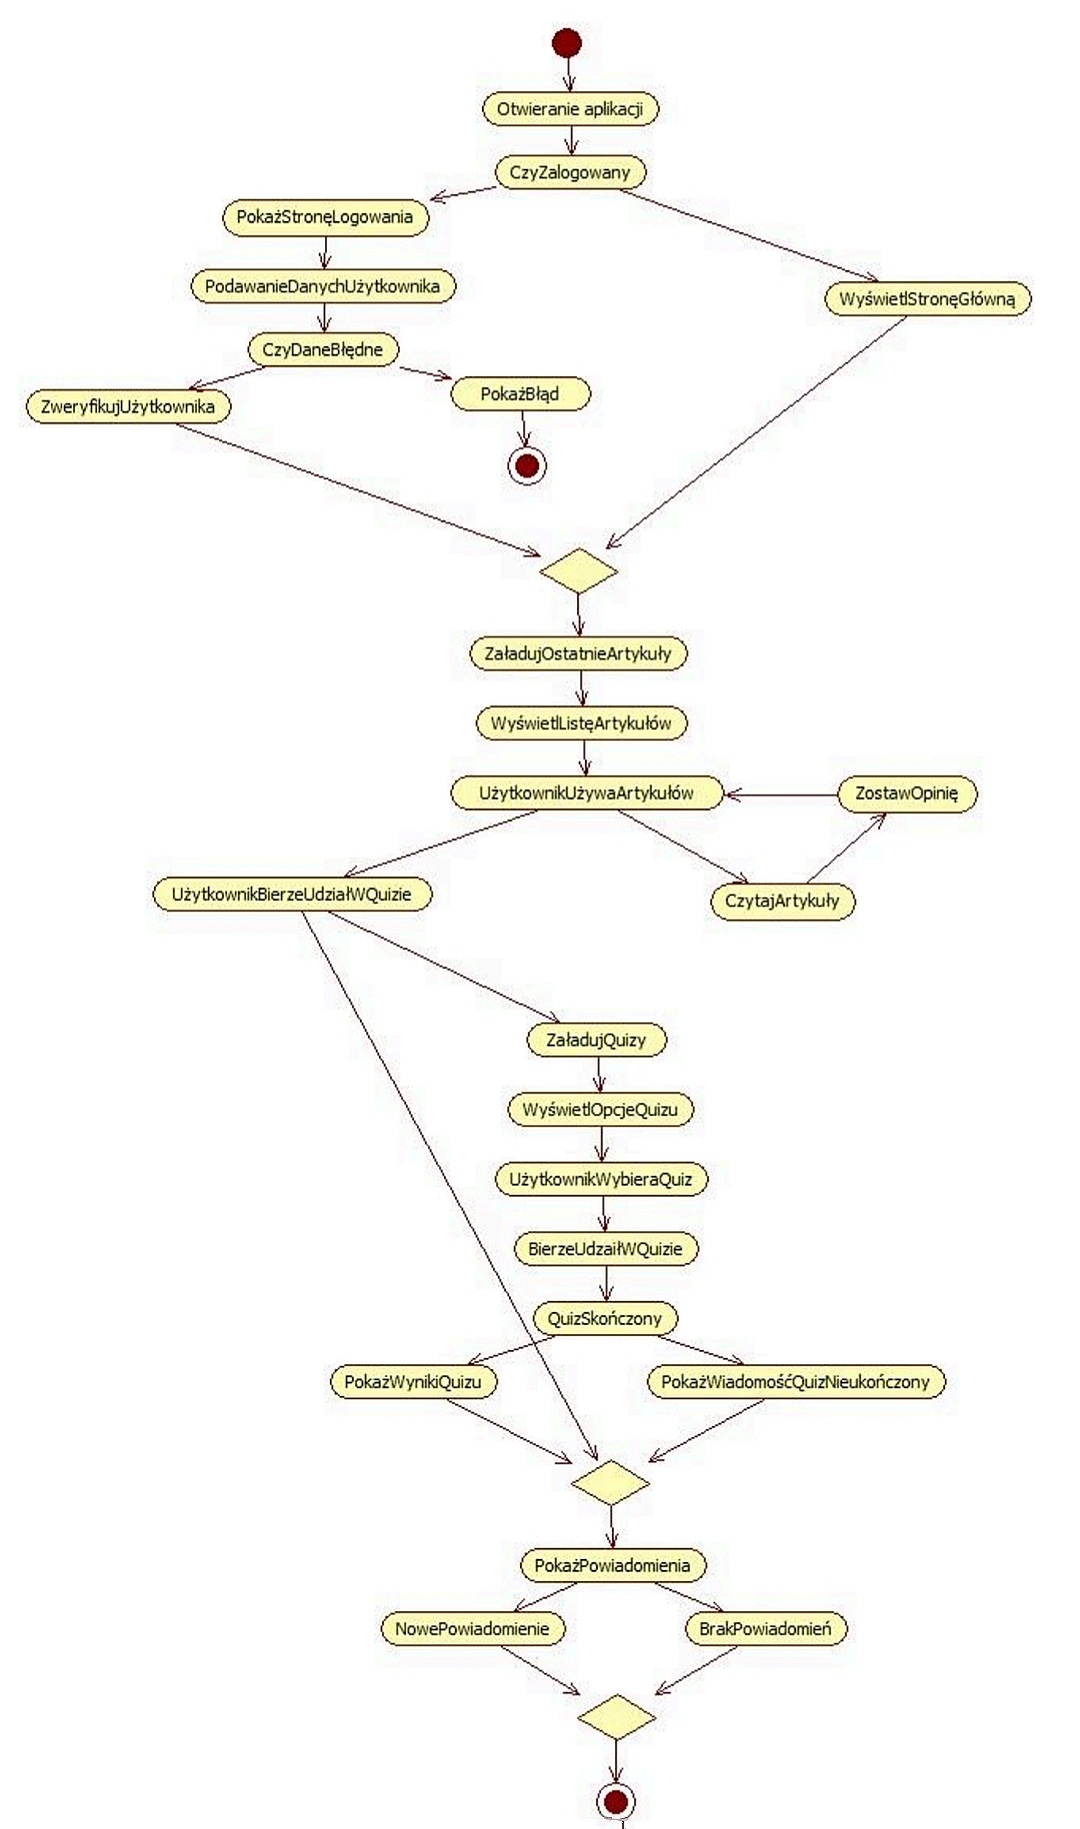 Otwieranie aplikacji
CzyZalogowany
PokażStronęLogowania
PodawanieDanychUżytkownika
WyświetlStronęGłówną
CzyDaneBłędne
PokażBłąd
ZweryfikujUżytkownika
ZaładujOstatnieArtykuły
WyświetlListęArtykułów
UżytkownikUżywaArtykułów
ZostawOpinię
UżytkownikBierzeUdziałWQuizie
CzytajArtykuły
ZaładujQuizy
WyświetlOpcjeQuizu
UżytkownikWybieraQuiz
BierzeUdzaiłWQuizie
QuizSkończony
PokażWynikiQuizu
PokażWiadomośćQuizNieukończony
PokażPowiadomienia
NowePowiadomienie
BrakPowiadomień